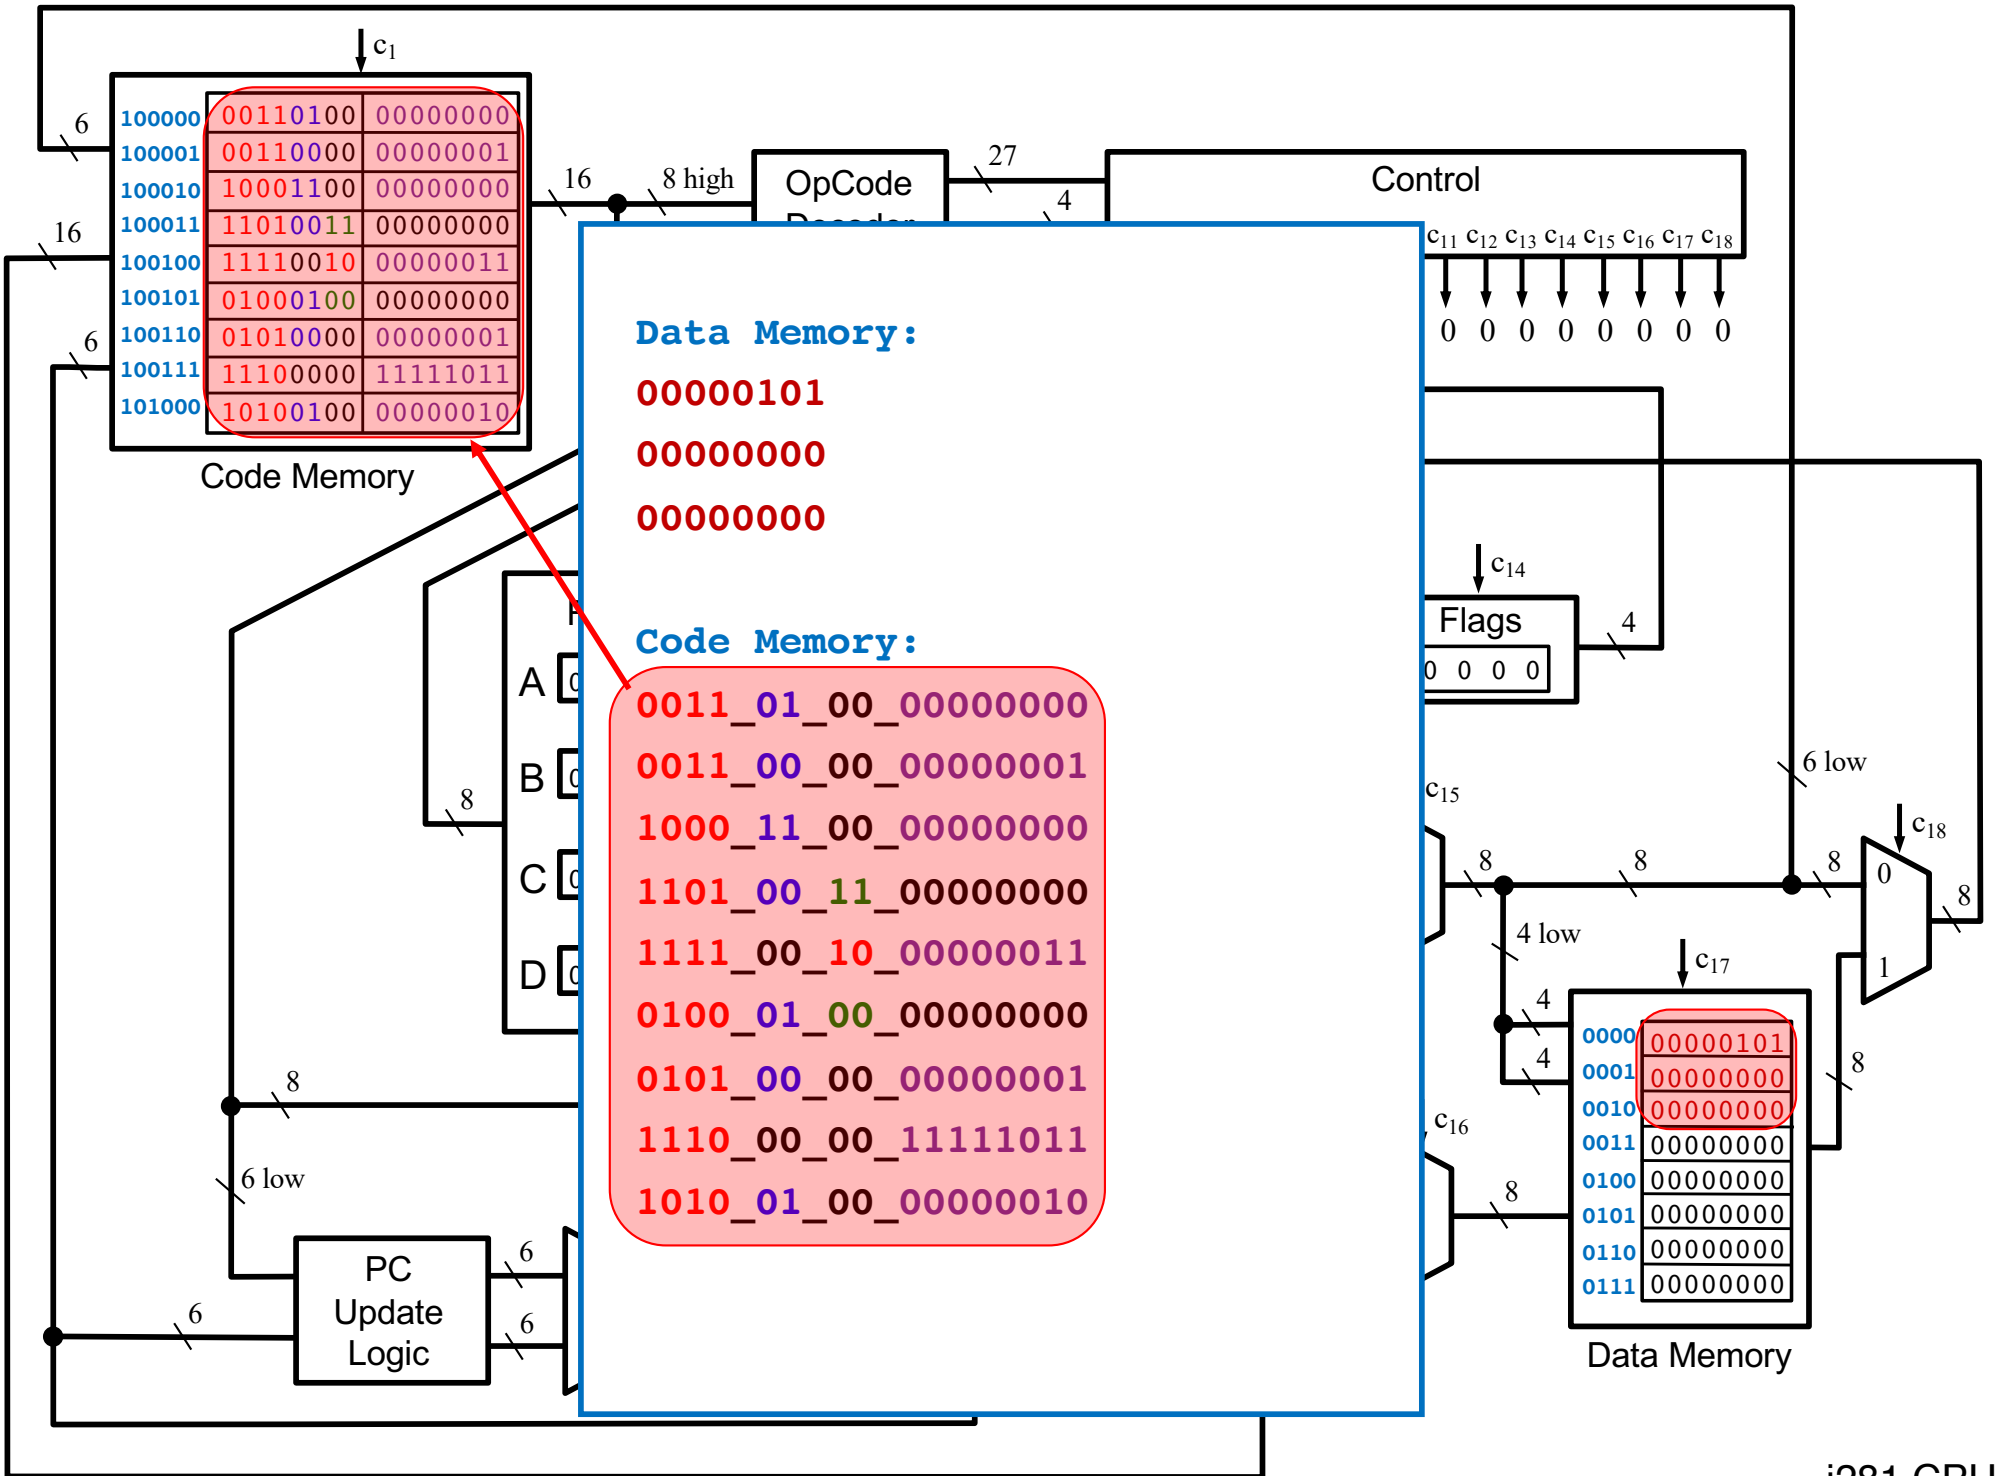 c1
6
16
6
100000 00110100 00000000
100001 00110000 00000001
100010 10001100 00000000
100011 11010011 00000000
100100 11110010 00000011
100101 01000100 00000000
100110 01010000 00000001
100111 11100000 11111011
101000 10100100 00000010
Code Memory
16
8 high
OpCode
27
4
Control
c11 c12 c13 c14 c15 c16 c17 c18
0 0 0 0 0 0 0 0
Data Memory:
00000101
00000000
00000000
Code Memory:
0011_01_00_00000000
0011_00_00_00000001
1000_11_00_00000000
1101_00_11_00000000
1111_00_10_00000011
0100_01_00_00000000
0101_00_00_00000001
1110_00_00_11111011
1010_01_00_00000010
A
B
C
D
8
8
6 low
6
PC
Update
Logic
6
6
c14
Flags
0 0 0 0
4
6 low
c15
8
8
8
c18
0
1
8
4 low
c17
4
4
0000 00000101
0001 00000000
0010 00000000
0011 00000000
0100 00000000
0101 00000000
0110 00000000
0111 00000000
8
c16
8
Data Memory
i281 CPU